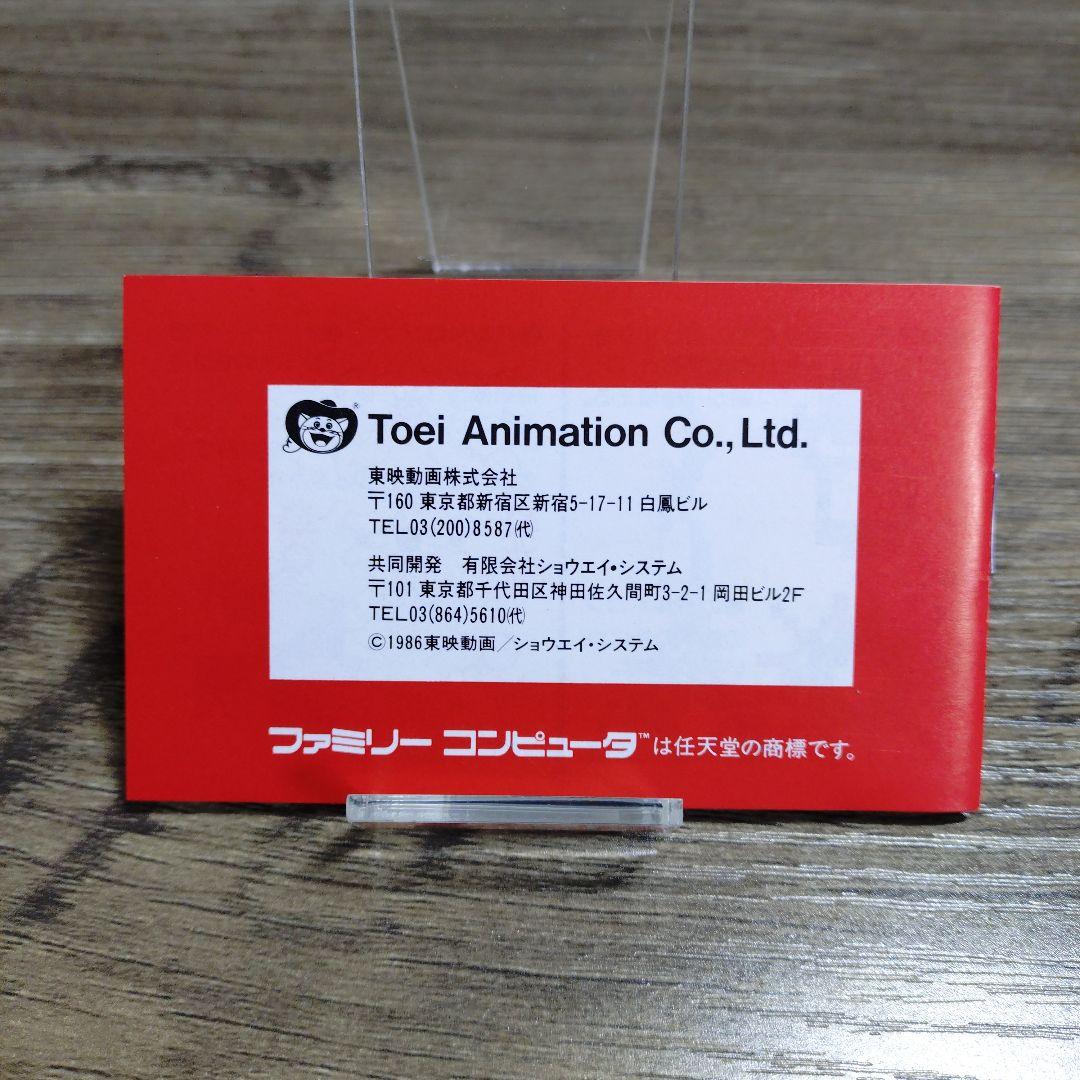 Toei Animation Co., Ltd.
東映動画株式会社
〒160 東京都新宿区新宿5-17-11 白鳳ビル
TEL03(200)8587㈹
共同開発 有限会社ショウエイ・システム
〒101 東京都千代田区神田佐久間町3-2-1 岡田ビル2F
TEL03(864)5610㈹
©1986東映動画/ショウエイ・システム
ファミリー コンピュータ™は任天堂の商標です。